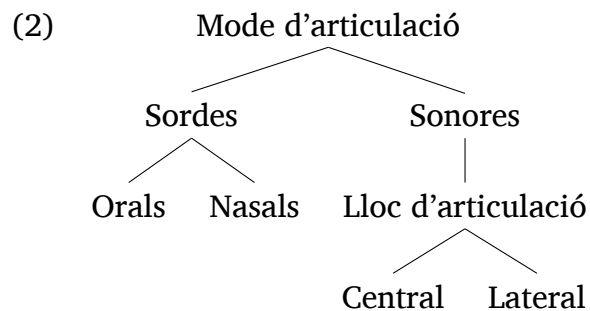 (2) Mode d’articulació
Sordes Sonores
Orals Nasals Lloc d’articulació
Central Lateral